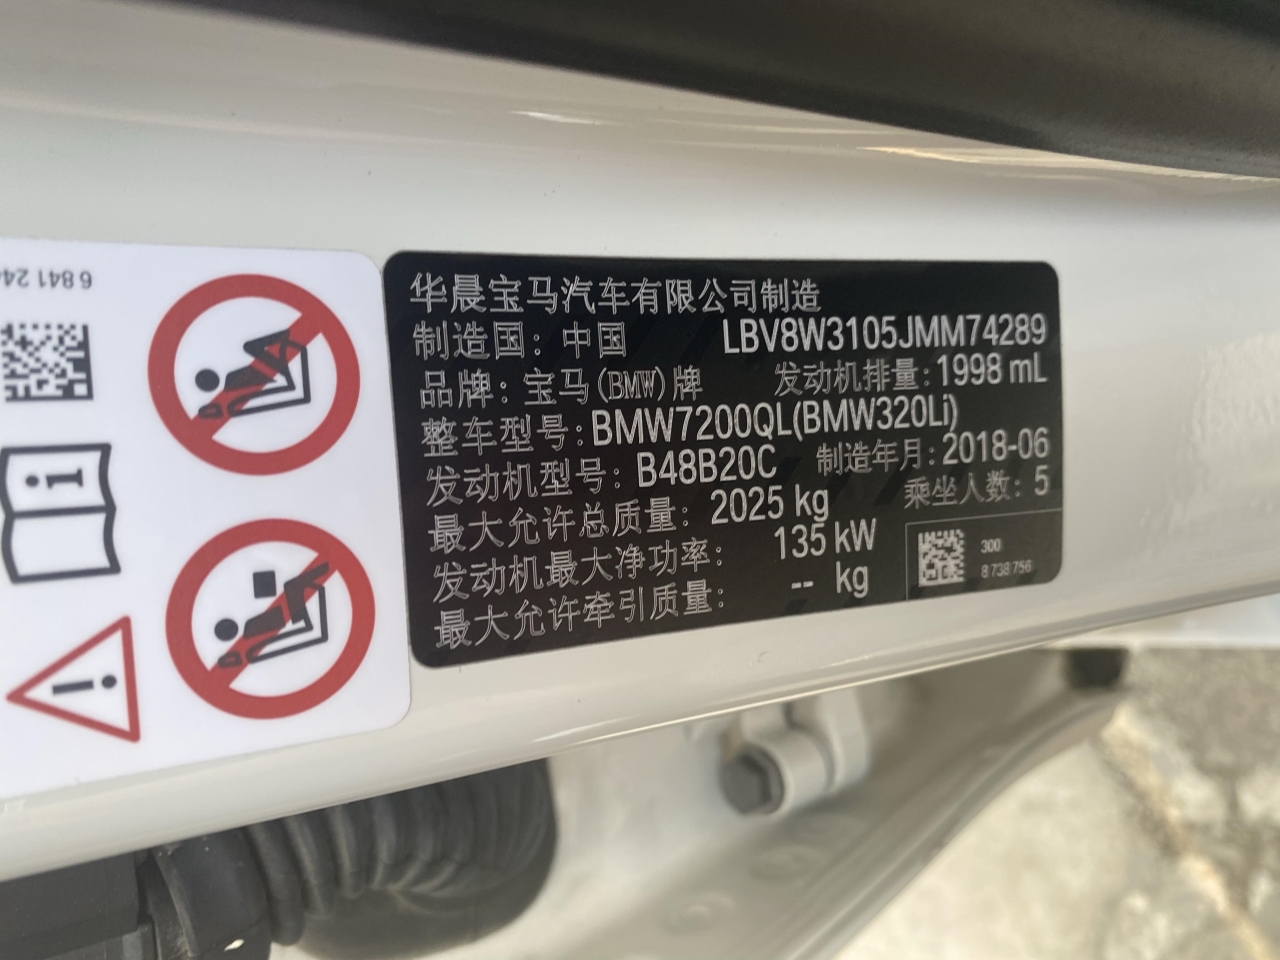 华晨宝马汽车有限公司制造
制造国：中国 LBV8W3105JMM74289
品牌：宝马(BMW)牌 发动机排量:1998 mL
整车型号:BMW7200QL(BMW320Li)
发动机型号: B48B20C 制造年月:2018-06
最大允许总质量: 2025 kg 乘坐人数: 5
发动机最大净功率: 135 kW
最大允许牵引质量: -- kg
300
8 738 756
6 841 24